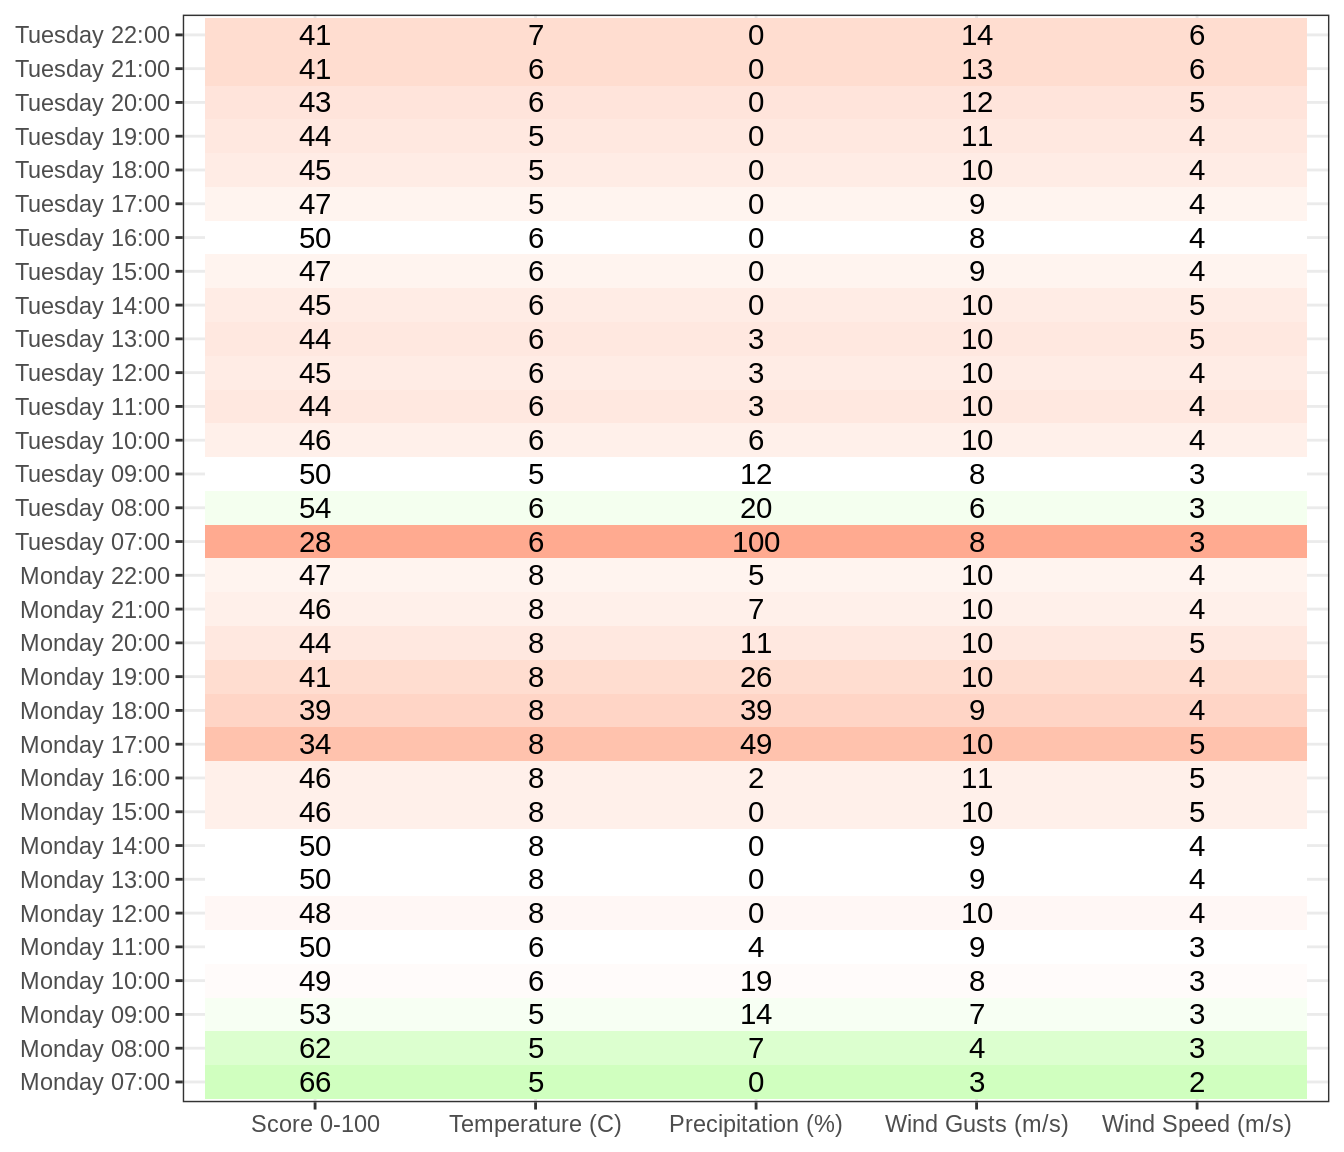 Tuesday 22:00 41 7 0 14 6
Tuesday 21:00 41 6 0 13 6
Tuesday 20:00 43 6 0 12 5
Tuesday 19:00 44 5 0 11 4
Tuesday 18:00 45 5 0 10 4
Tuesday 17:00 47 5 0 9 4
Tuesday 16:00 50 6 0 8 4
Tuesday 15:00 47 6 0 9 4
Tuesday 14:00 45 6 0 10 5
Tuesday 13:00 44 6 3 10 5
Tuesday 12:00 45 6 3 10 4
Tuesday 11:00 44 6 3 10 4
Tuesday 10:00 46 6 6 10 4
Tuesday 09:00 50 5 12 8 3
Tuesday 08:00 54 6 20 6 3
Tuesday 07:00 28 6 100 8 3
Monday 22:00 47 8 5 10 4
Monday 21:00 46 8 7 10 4
Monday 20:00 44 8 11 10 5
Monday 19:00 41 8 26 10 4
Monday 18:00 39 8 39 9 4
Monday 17:00 34 8 49 10 5
Monday 16:00 46 8 2 11 5
Monday 15:00 46 8 0 10 5
Monday 14:00 50 8 0 9 4
Monday 13:00 50 8 0 9 4
Monday 12:00 48 8 0 10 4
Monday 11:00 50 6 4 9 3
Monday 10:00 49 6 19 8 3
Monday 09:00 53 5 14 7 3
Monday 08:00 62 5 7 4 3
Monday 07:00 66 5 0 3 2
Score 0-100 Temperature (C) Precipitation (%) Wind Gusts (m/s) Wind Speed (m/s)